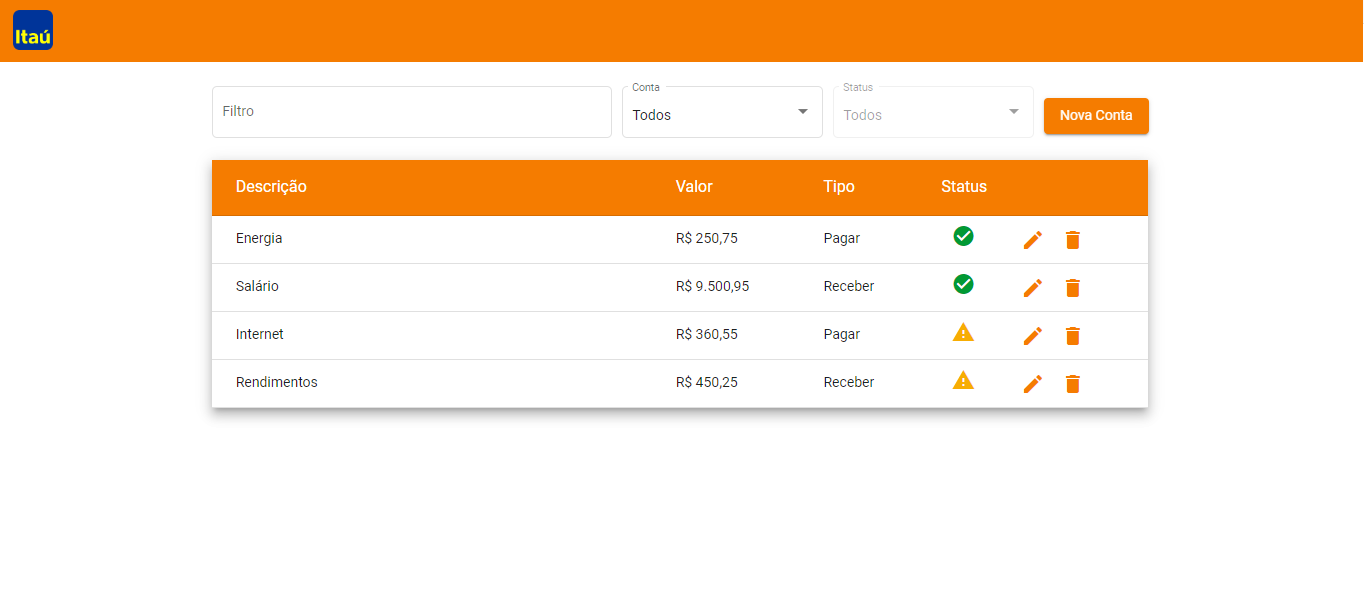 Itaú
Conta Status
Filtro Todos Todos Nova Conta
Descrição Valor Tipo Status
Energia R$ 250,75 Pagar
Salário R$ 9.500,95 Receber
Internet R$ 360,55 Pagar
Rendimentos R$ 450,25 Receber